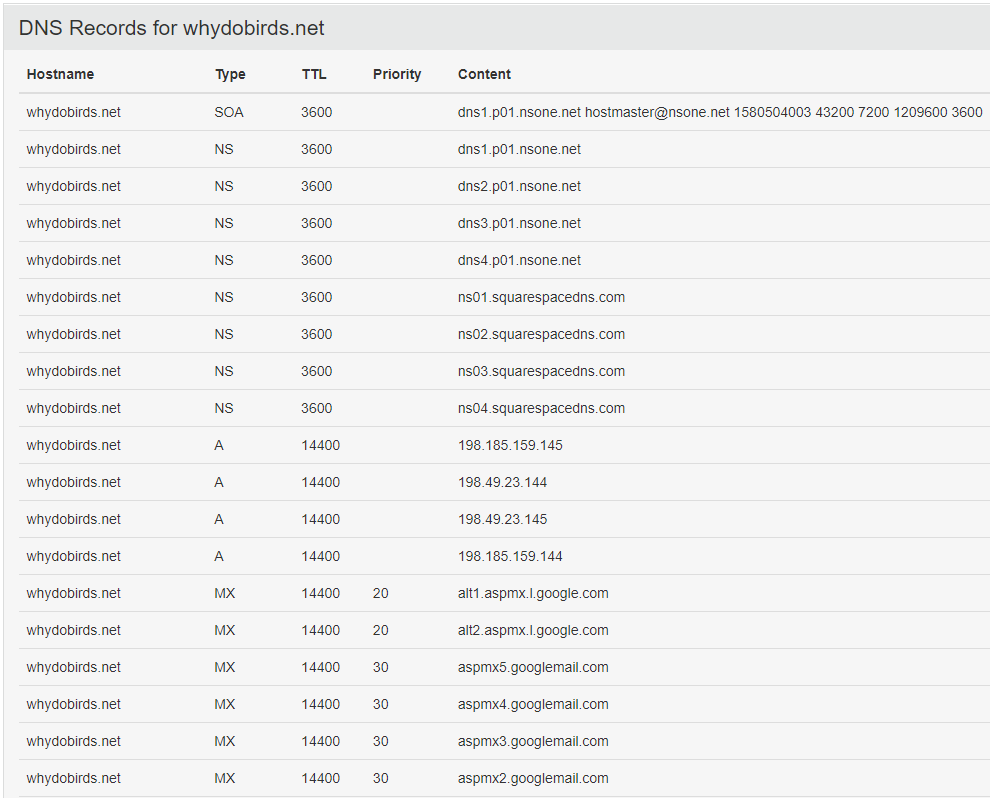 DNS Records for whydobirds.net
Hostname Type TTL Priority Content
whydobirds.net SOA 3600 dns1.p01.nsone.net hostmaster@nsone.net 1580504003 43200 7200 1209600 3600
whydobirds.net NS 3600 dns1.p01.nsone.net
whydobirds.net NS 3600 dns2.p01.nsone.net
whydobirds.net NS 3600 dns3.p01.nsone.net
whydobirds.net NS 3600 dns4.p01.nsone.net
whydobirds.net NS 3600 ns01.squarespacedns.com
whydobirds.net NS 3600 ns02.squarespacedns.com
whydobirds.net NS 3600 ns03.squarespacedns.com
whydobirds.net NS 3600 ns04.squarespacedns.com
whydobirds.net A 14400 198.185.159.145
whydobirds.net A 14400 198.49.23.144
whydobirds.net A 14400 198.49.23.145
whydobirds.net A 14400 198.185.159.144
whydobirds.net MX 14400 20 alt1.aspmx.l.google.com
whydobirds.net MX 14400 20 alt2.aspmx.l.google.com
whydobirds.net MX 14400 30 aspmx5.googlemail.com
whydobirds.net MX 14400 30 aspmx4.googlemail.com
whydobirds.net MX 14400 30 aspmx3.googlemail.com
whydobirds.net MX 14400 30 aspmx2.googlemail.com